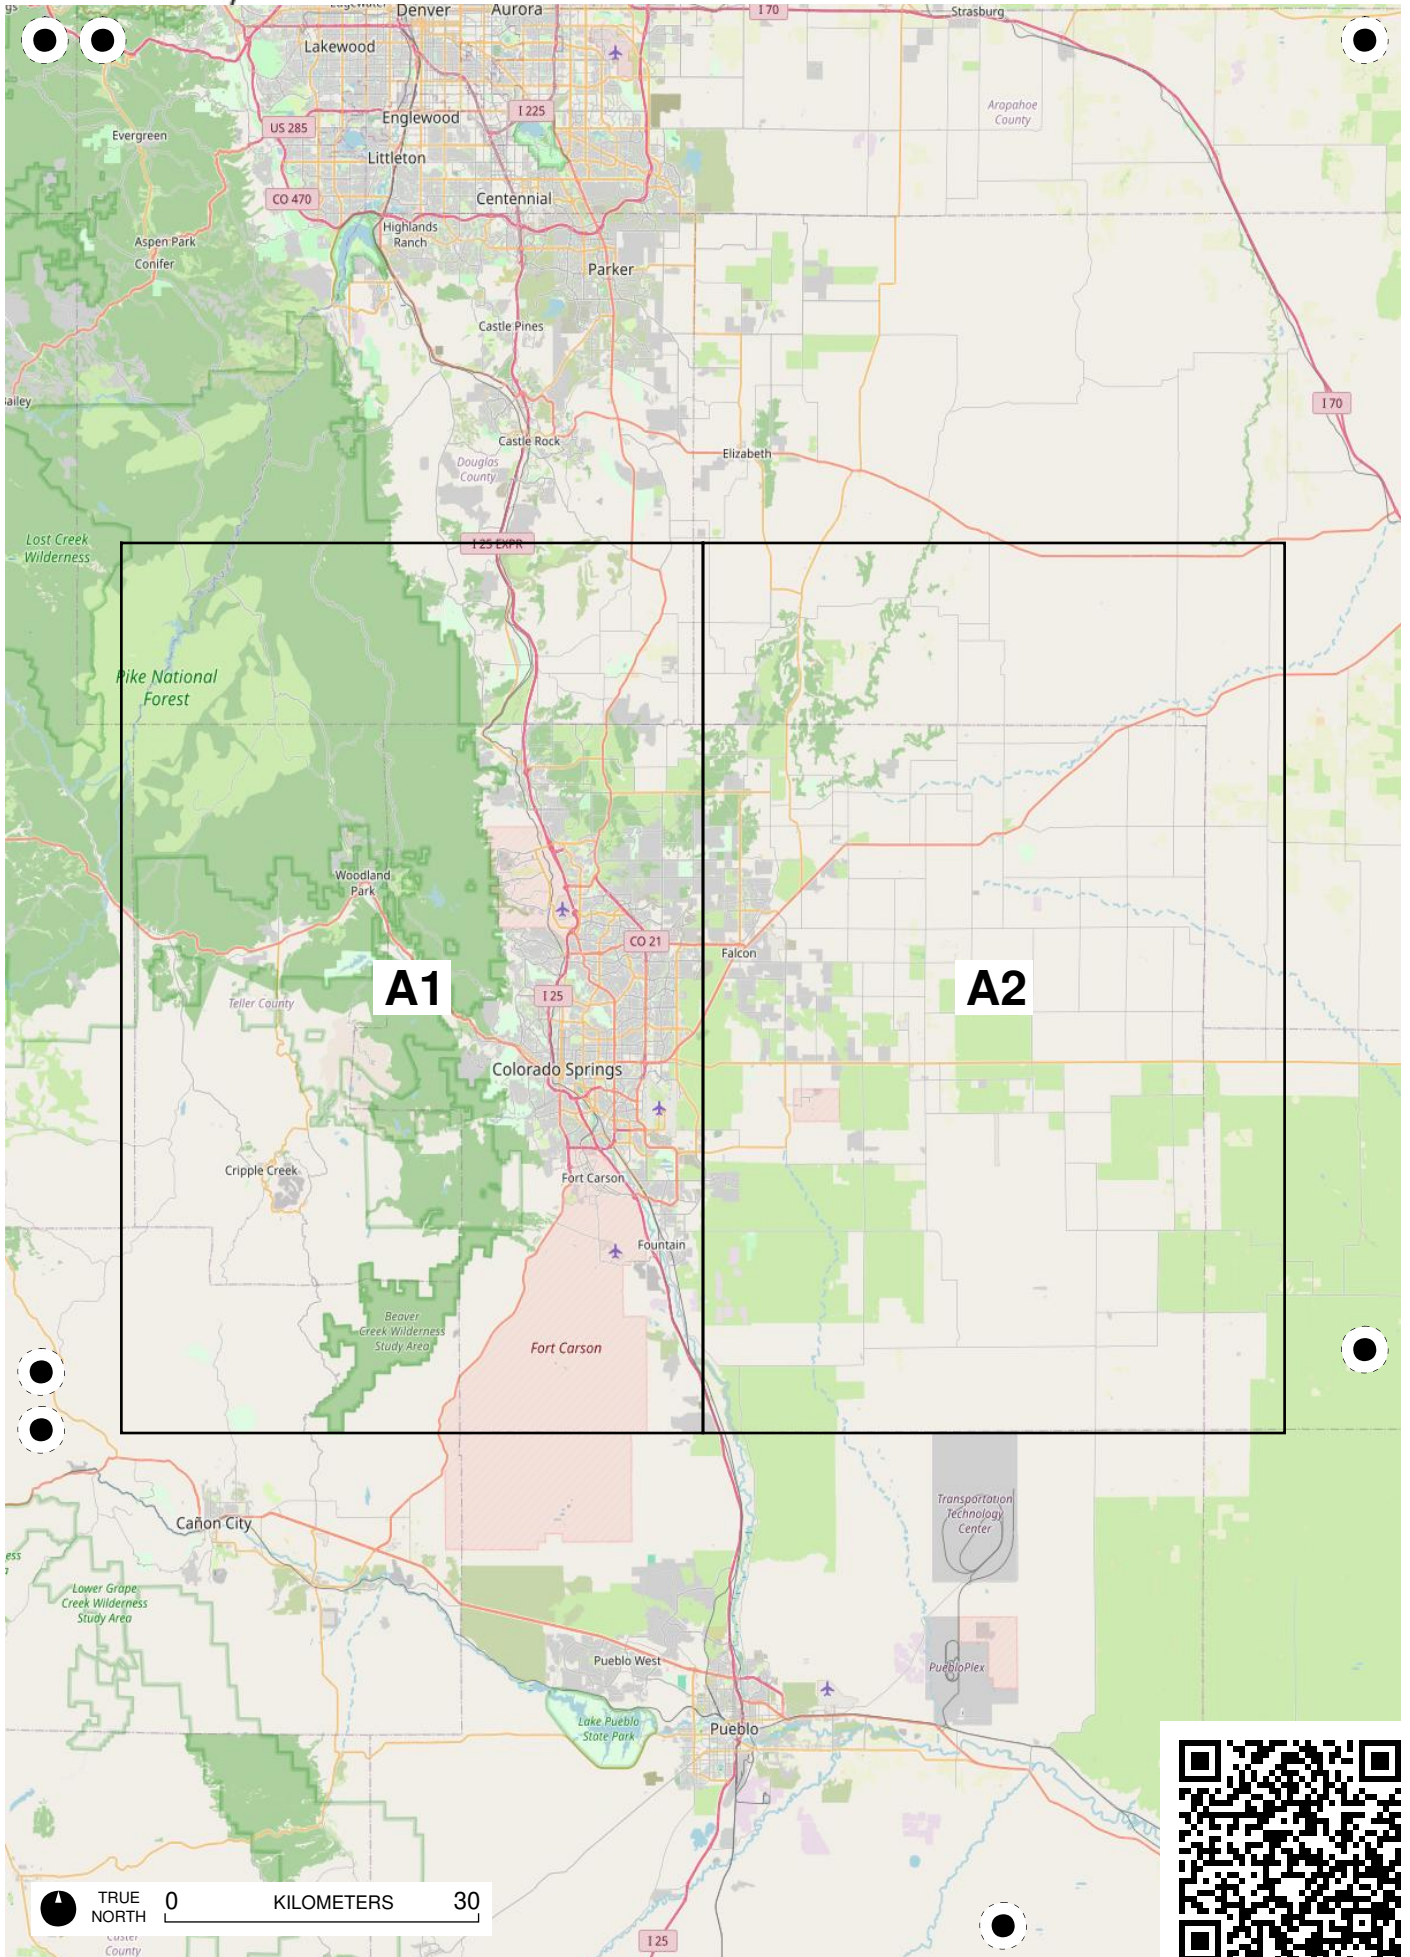 Denver
Aurora
I 70
Strasburg
Lakewood
Arapahoe
County
I 225
Englewood
US 285
Evergreen
Littleton
CO 470
Centennial
Highlands
Ranch
Aspen Park
Conifer
Parker
Castle Pines
I 70
ailey
Castle Rock
Elizabeth
Douglas
County
Lost Creek
Wilderness
I 25 EXPR
Pike National
Forest
Woodland
Park
CO 21
Falcon
A1
A2
I 25
Teller County
Colorado Springs
Cripple Creek
Fort Carson
Fountain
Beaver
Creek Wilderness
Study Area
Fort Carson
Transportation
Technology
Center
Cañon City
ess
Lower Grape
Creek Wilderness
Study Area
Pueblo West
PuebloPlex
Lake Pueblo
State Park
Pueblo
TRUE
NORTH
0 KILOMETERS 30
Custer
County
I 25